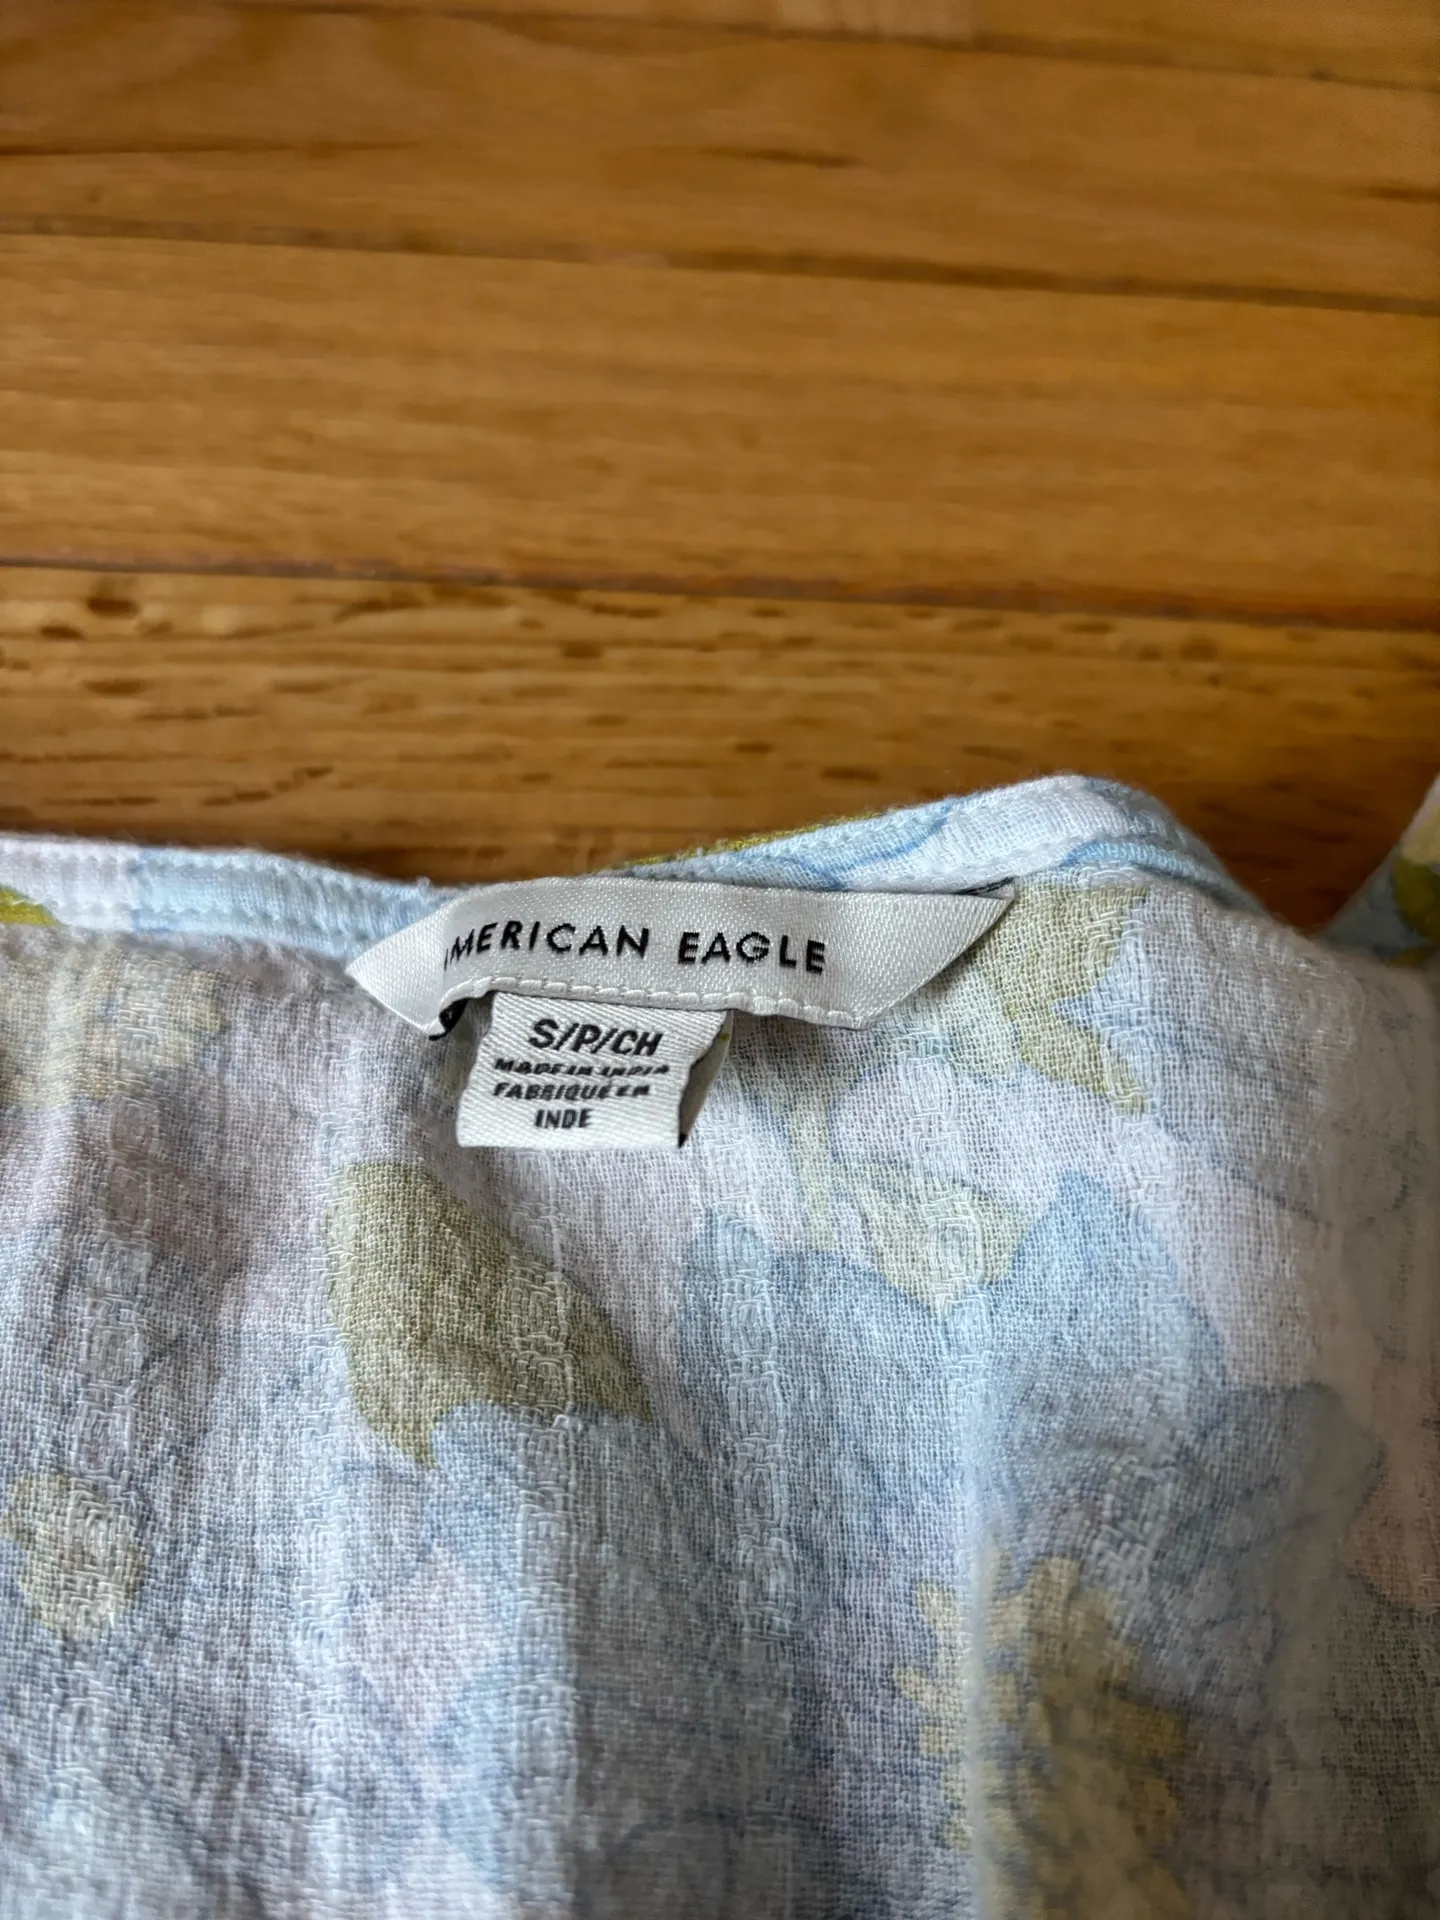 AMERICAN EAGLE
S/P/CH
MADE IN INDIA
FABRIQUÉ EN
INDE